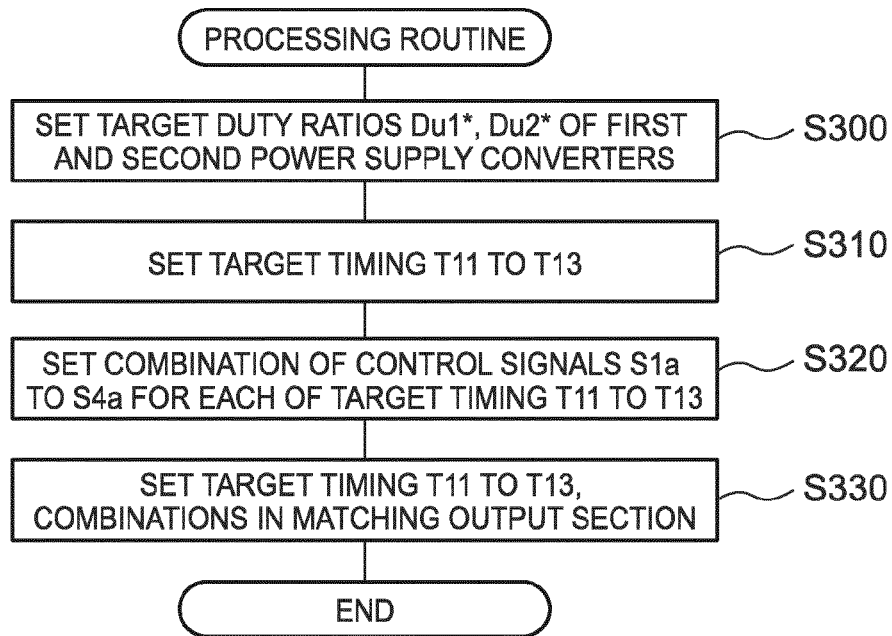 PROCESSING ROUTINE
SET TARGET DUTY RATIOS Du1*, Du2* OF FIRST
AND SECOND POWER SUPPLY CONVERTERS
S300
SET TARGET TIMING T11 TO T13
S310
SET COMBINATION OF CONTROL SIGNALS S1a
TO S4a FOR EACH OF TARGET TIMING T11 TO T13
S320
SET TARGET TIMING T11 TO T13,
COMBINATIONS IN MATCHING OUTPUT SECTION
S330
END